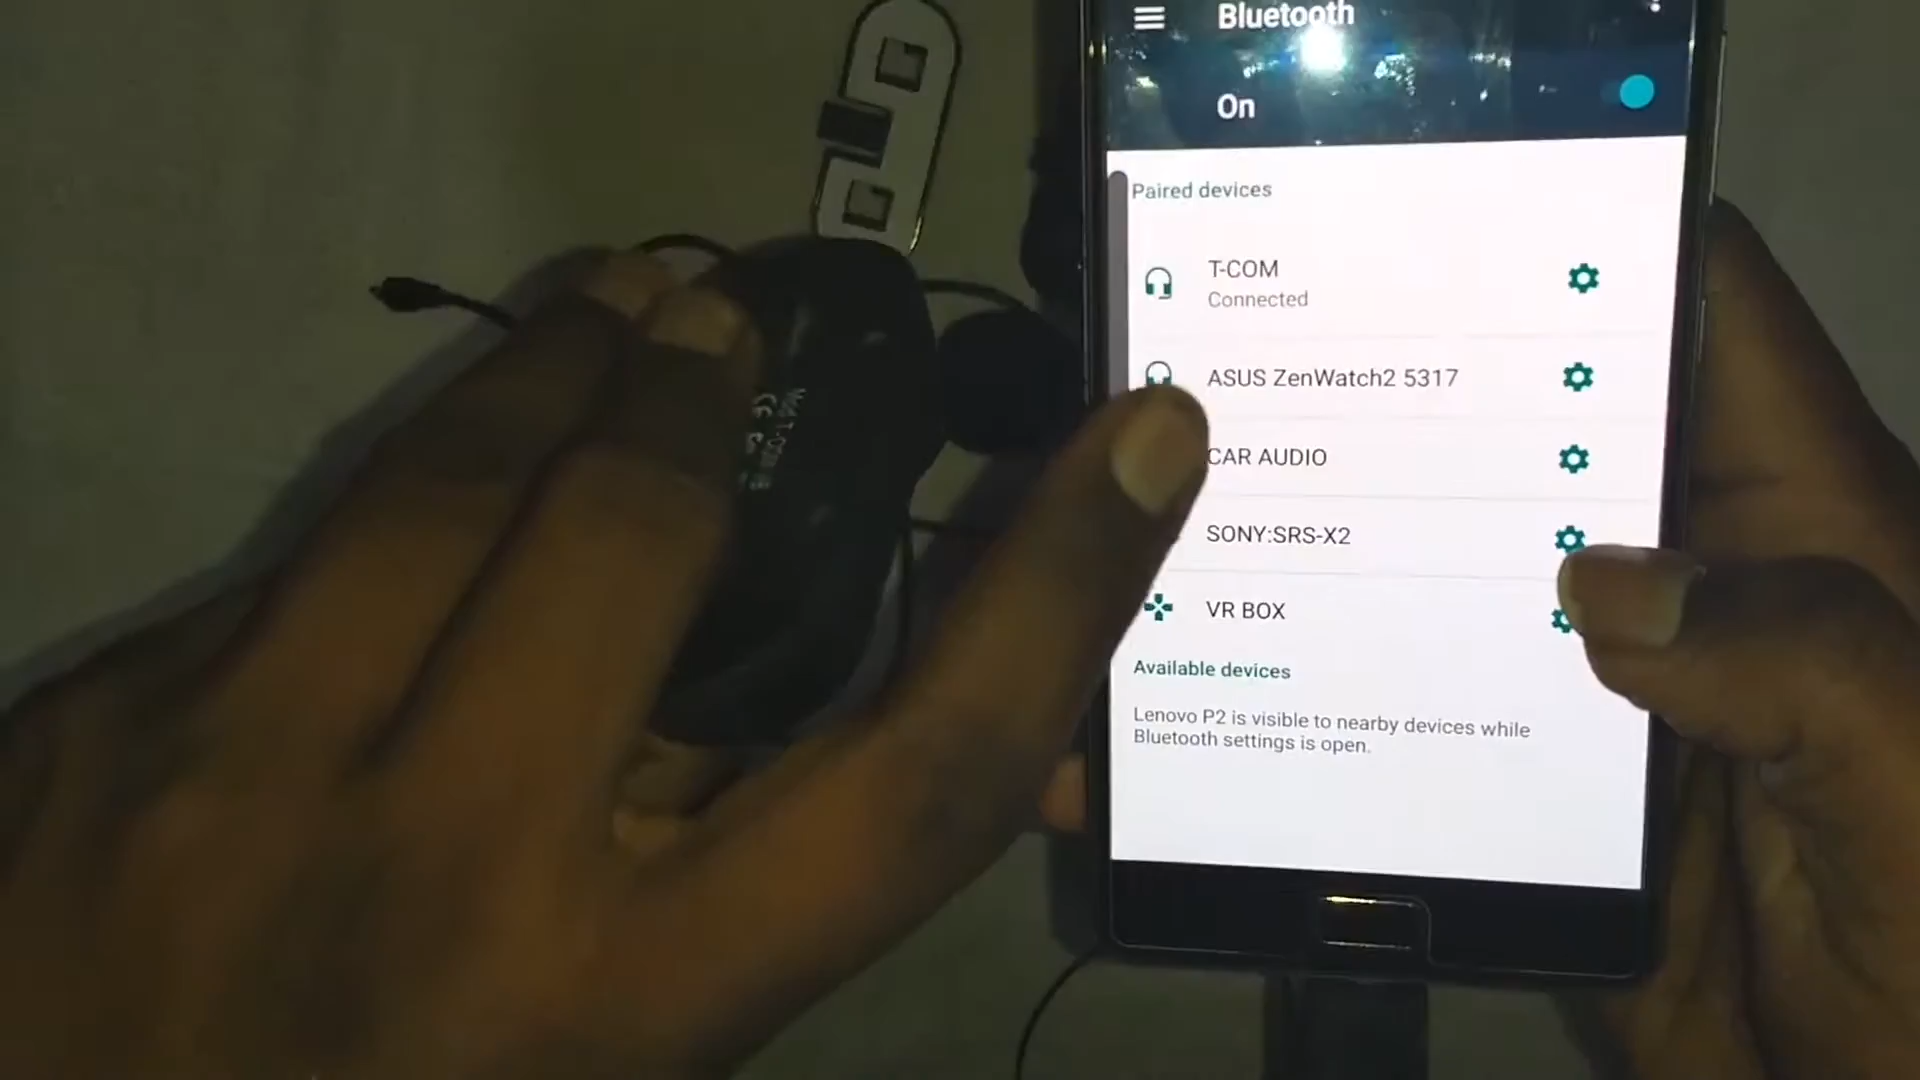 Bluetooth
On
Paired devices
T-COM
Connected
ASUS ZenWatch2 5317
CAR AUDIO
SONY:SRS-X2
VR BOX
Available devices
Lenovo P2 is visible to nearby devices while
Bluetooth settings is open.
CE